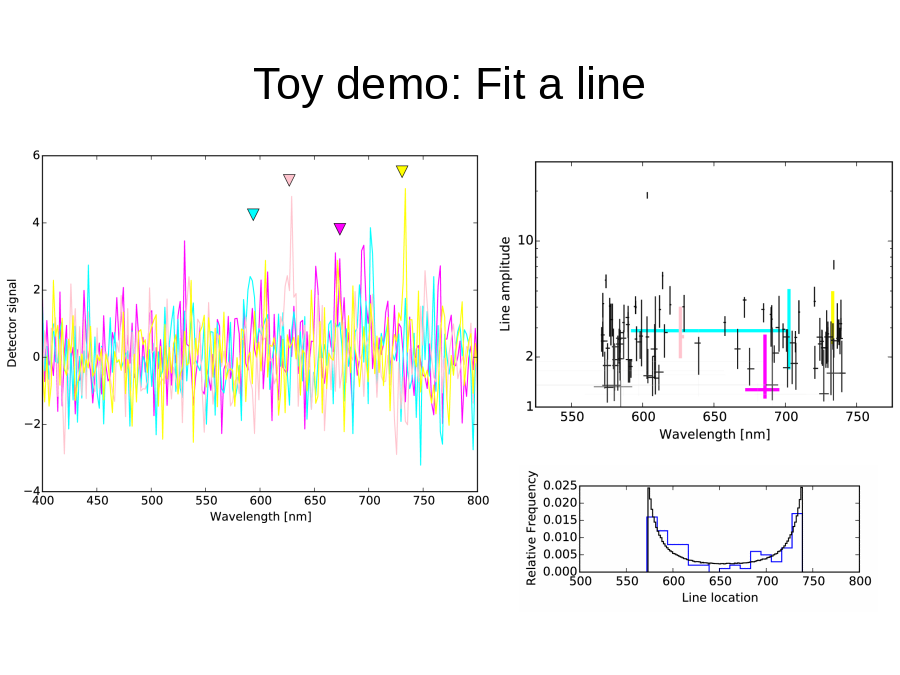 Toy demo: Fit a line
6
4
2
0
−2
−4
Detector signal
400 450 500 550 600 650 700 750 800
Wavelength [nm]
10
2
1
Line amplitude
550 600 650 700 750
Wavelength [nm]
0.025
0.020
0.015
0.010
0.005
0.000
Relative Frequency
500 550 600 650 700 750 800
Line location